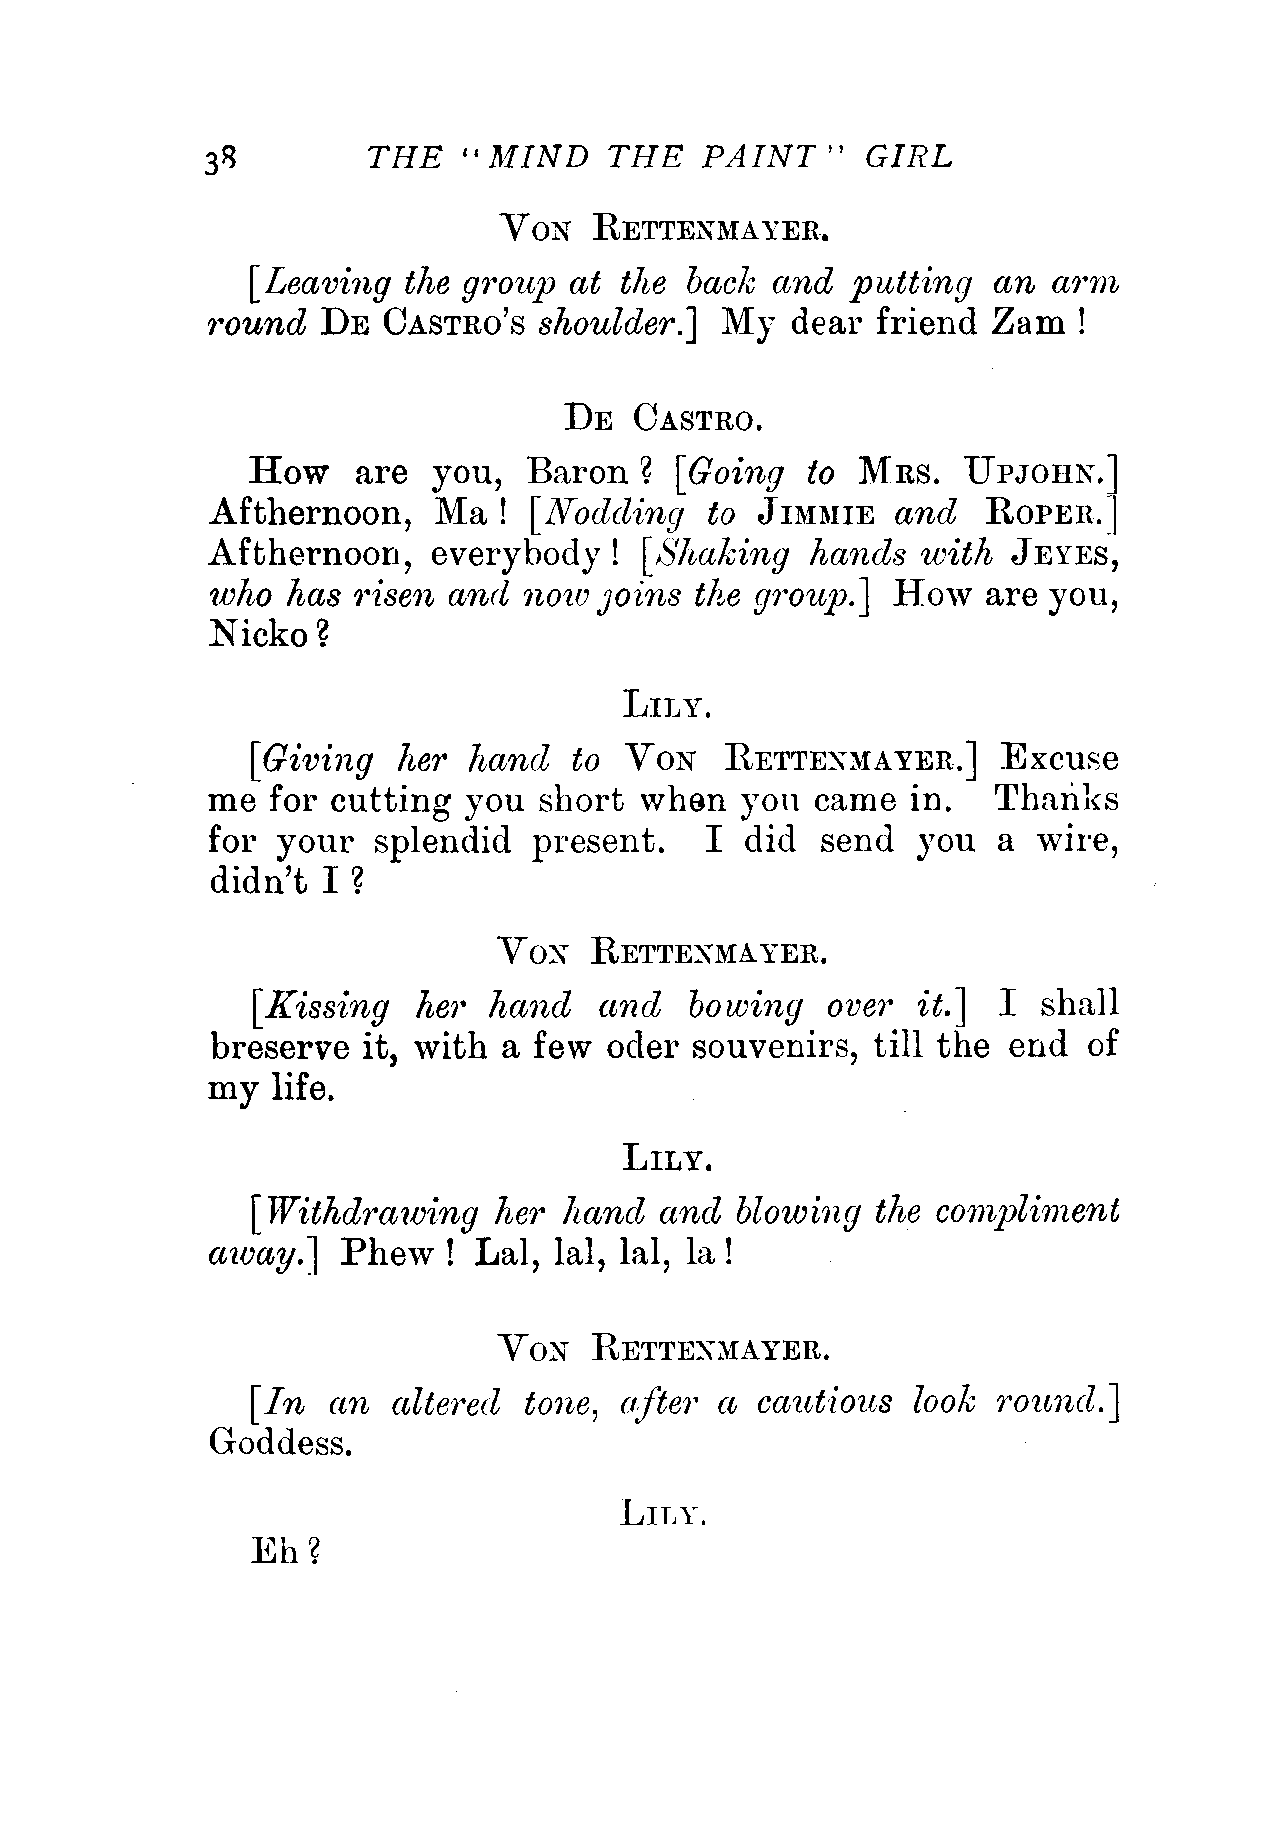 38 THE "MIND THE PAINT" GIRL
VON RETTENMAYER.
[Leaving the group at the back and putting an arm
round DE CASTRO'S shoulder.] My dear friend Zam!
DE CASTRO.
How are you, Baron? [Going to MRS. UPJOHN.]
Afthernoon, Ma! [Nodding to JIMMIE and ROPER.]
Afthernoon, everybody! [Shaking hands with JEYES,
who has risen and now joins the group.] How are you,
Nicko?
LILY.
[Giving her hand to VON RETTENMAYER.] Excuse
me for cutting you short when you came in. Thanks
for your splendid present. I did send you a wire,
didn't I?
VON RETTENMAYER.
[Kissing her hand and bowing over it.] I shall
breserve it, with a few oder souvenirs, till the end of
my life.
LILY.
[Withdrawing her hand and blowing the compliment
away.] Phew! Lal, lal, lal, la!
VON RETTENMAYER.
[In an altered tone, after a cautious look round.]
Goddess.
LILY.
Eh?